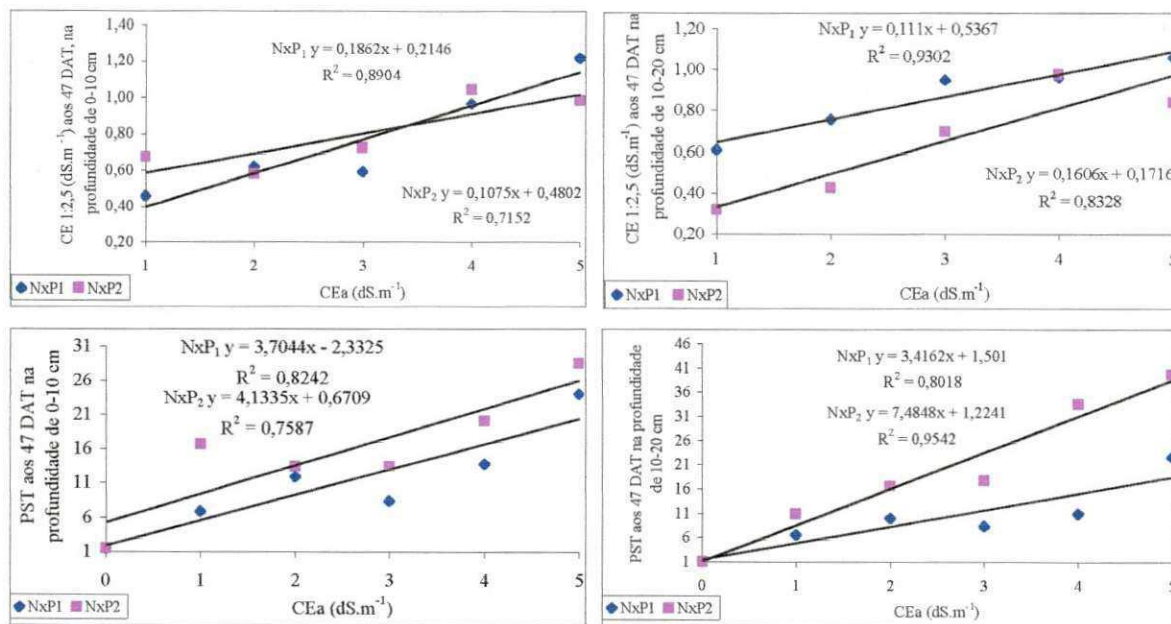 CE 1:2,5 (dS.m⁻¹) aos 47 DAT, na
profundidade de 0-10 cm
1,40
1,20
1,00
0,80
0,60
0,40
0,20
NxP₁ y = 0,1862x + 0,2146
R² = 0,8904
NxP₂ y = 0,1075x + 0,4802
R² = 0,7152
1 2 3 4 5
NxP1 NxP2
CEa (dS.m⁻¹)
CE 1:2,5 (dS.m⁻¹) aos 47 DAT na
profundidade de 10-20 cm
1,40
1,00
0,80
0,60
0,40
0,20
NxP₁ y = 0,111x + 0,5367
R² = 0,9302
NxP₂ y = 0,1606x + 0,1716
R² = 0,8328
1 2 3 4 5
NxP1 NxP2
CEa (dS.m⁻¹)
PST aos 47 DAT na
profundidade de 0-10 cm
31
26
21
16
11
6
1
NxP₁ y = 3,7044x - 2,3325
R² = 0,8242
NxP₂ y = 4,1335x + 0,6709
R² = 0,7587
0 1 2 3 4 5
NxP1 NxP2
CEa (dS.m⁻¹)
PST aos 47 DAT na profundidade
de 10-20 cm
46
41
36
31
26
21
16
11
6
1
NxP₁ y = 3,4162x + 1,501
R² = 0,8018
NxP₂ y = 7,4848x + 1,2241
R² = 0,9542
0 1 2 3 4 5
NxP1 NxP2
CEa (dS.m⁻¹)